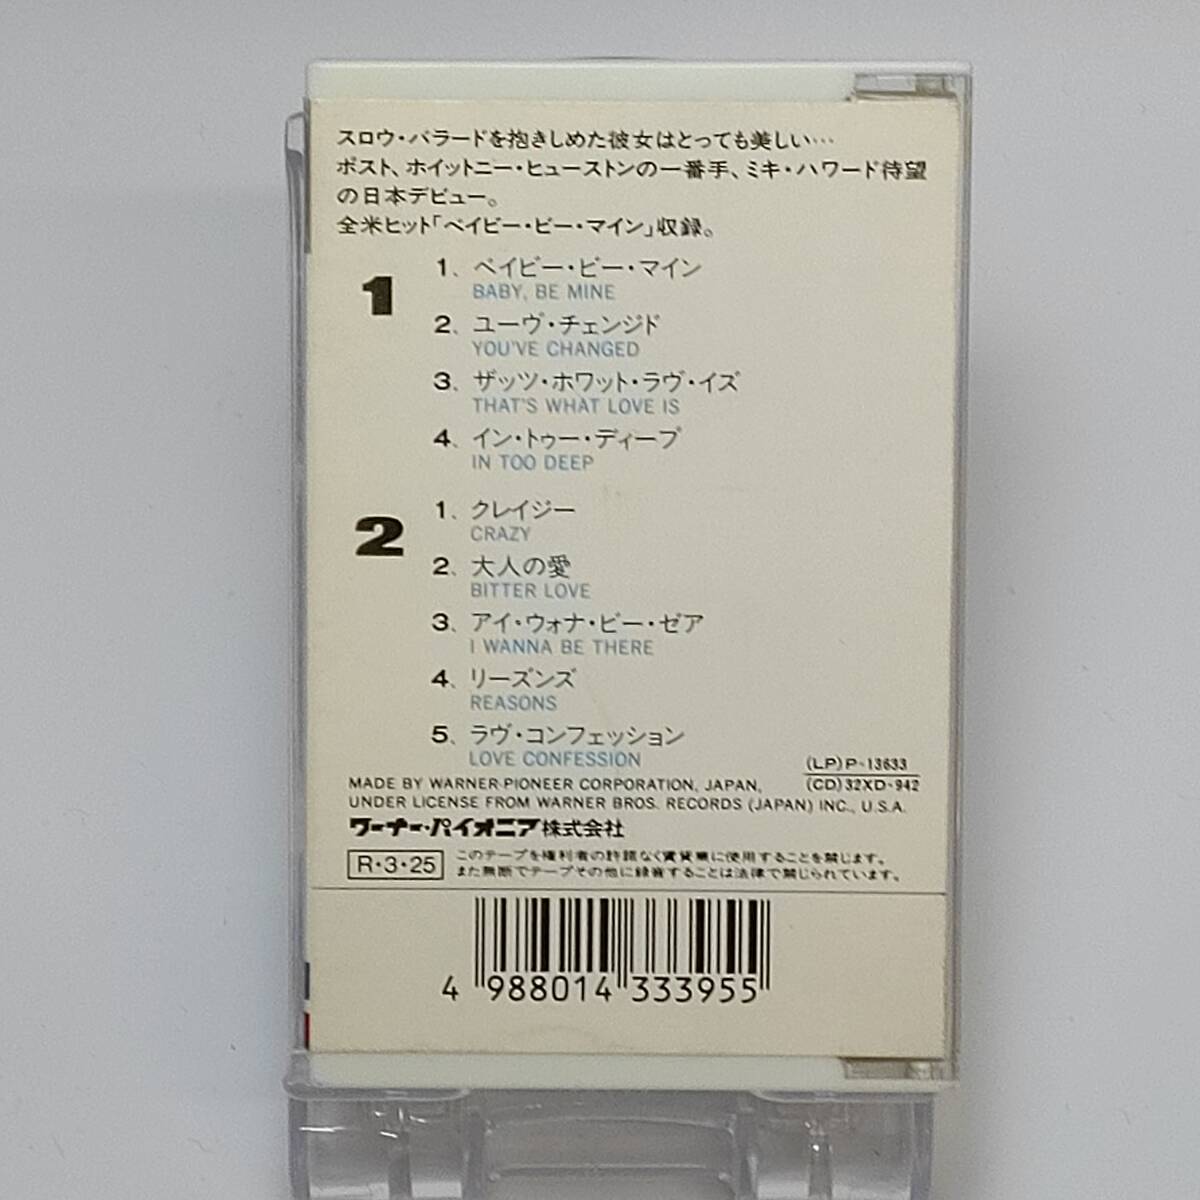 スロウ・バラードを抱きしめた彼女はとっても美しい…
ポスト、ホイットニー・ヒューストンの一番手、ミキ・ハワード待望
の日本デビュー。
全米ヒット「ベイビー・ビー・マイン」収録。
1
1、ベイビー・ビー・マイン
BABY, BE MINE
2、ユーヴ・チェンジド
YOU'VE CHANGED
3、ザッツ・ホワット・ラヴ・イズ
THAT'S WHAT LOVE IS
4、イン・トゥー・ディープ
IN TOO DEEP
2
1、クレイジー
CRAZY
2、大人の愛
BITTER LOVE
3、アイ・ウォナ・ビー・ゼア
I WANNA BE THERE
4、リーズンズ
REASONS
5、ラヴ・コンフェッション
LOVE CONFESSION
(LP)P-13633
(CD)32XD-942
MADE BY WARNER-PIONEER CORPORATION, JAPAN,
UNDER LICENSE FROM WARNER BROS. RECORDS (JAPAN) INC., U.S.A.
ワーナー・パイオニア株式会社
R・3・25
このテープを権利者の許諾なく賃貸業に使用することを禁じます。
また無断でテープその他に録音することは法律で禁じられています。
4 988014 333955